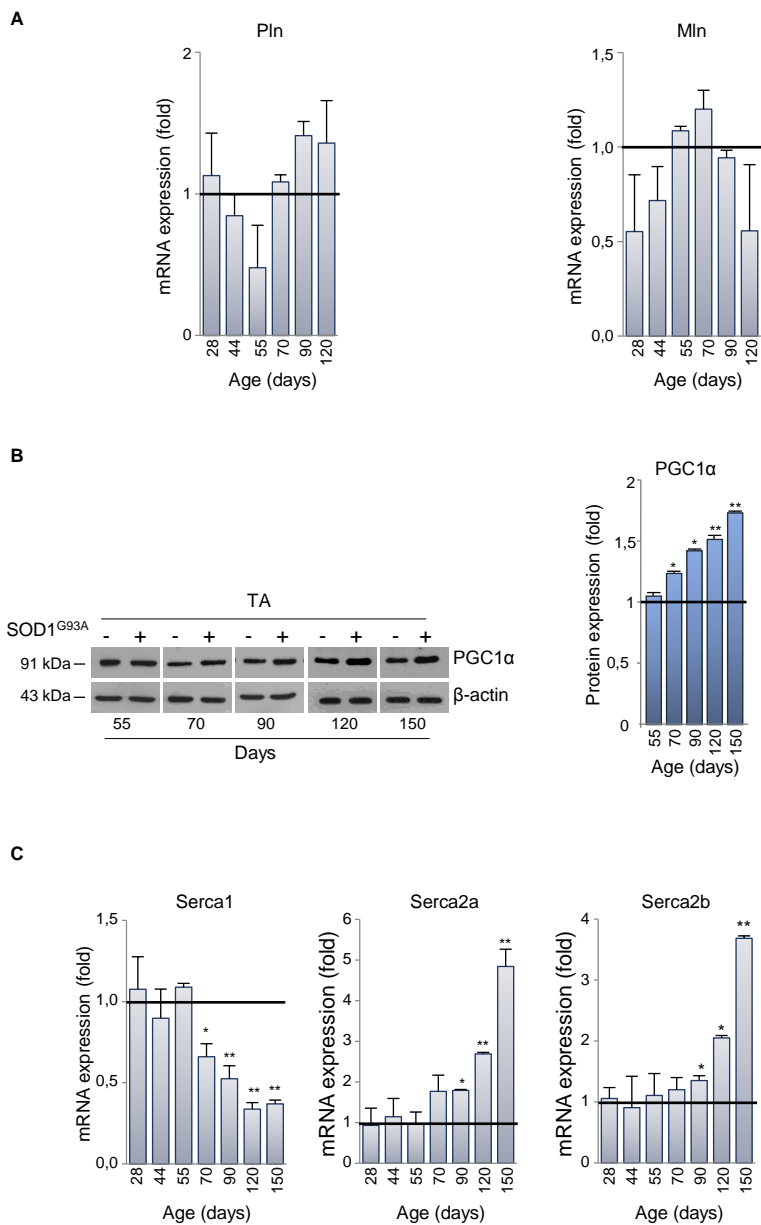 A
Pln
mRNA expression (fold)
2
1
0
28 44 55 70 90 120
Age (days)
Mln
mRNA expression (fold)
1,5
1,0
0,5
0,0
28 44 55 70 90 120
Age (days)
B
TA
SOD1G93A - + - + - + - + - +
91 kDa PGC1α
43 kDa β-actin
55 70 90 120 150
Days
PGC1α
Protein expression (fold)
2
1,5
1
0,5
0
* * ** **
55 70 90 120 150
Age (days)
C
Serca1
mRNA expression (fold)
1,5
1,0
0,5
0,0
* ** ** **
28 44 55 70 90 120 150
Age (days)
Serca2a
mRNA expression (fold)
6
5
4
3
2
1
0
* ** **
28 44 55 70 90 120 150
Age (days)
Serca2b
mRNA expression (fold)
4
3
2
1
0
* * **
28 44 55 70 90 120 150
Age (days)